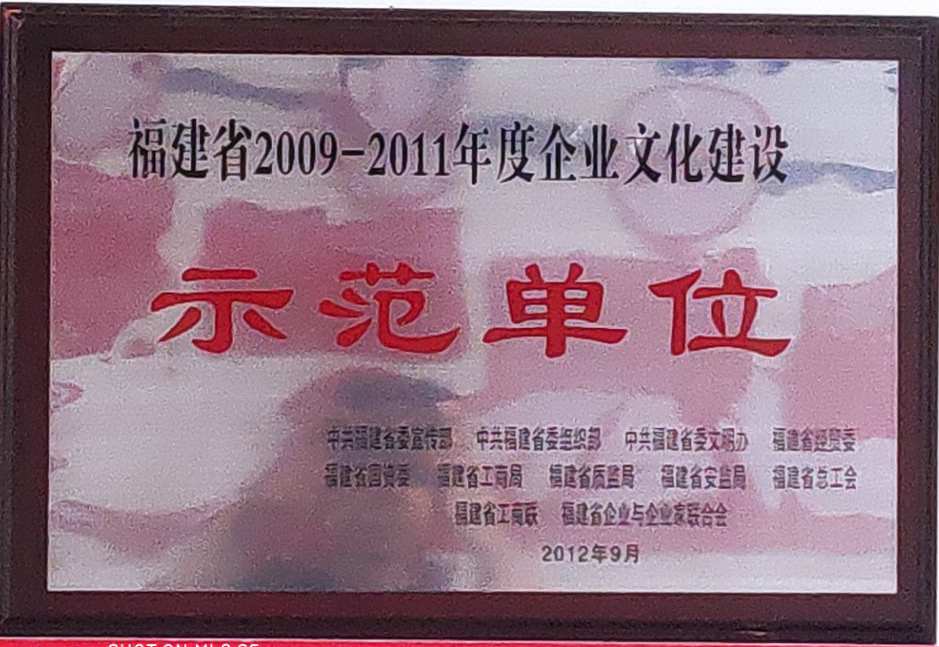 福建省2009-2011年度企业文化建设
示范单位
中共福建省委宣传部 中共福建省委组织部 中共福建省委文明办 福建省经贸委
福建省国资委 福建省工商局 福建省质监局 福建省安监局 福建省总工会
福建省工商联 福建省企业与企业家联合会
2012年9月